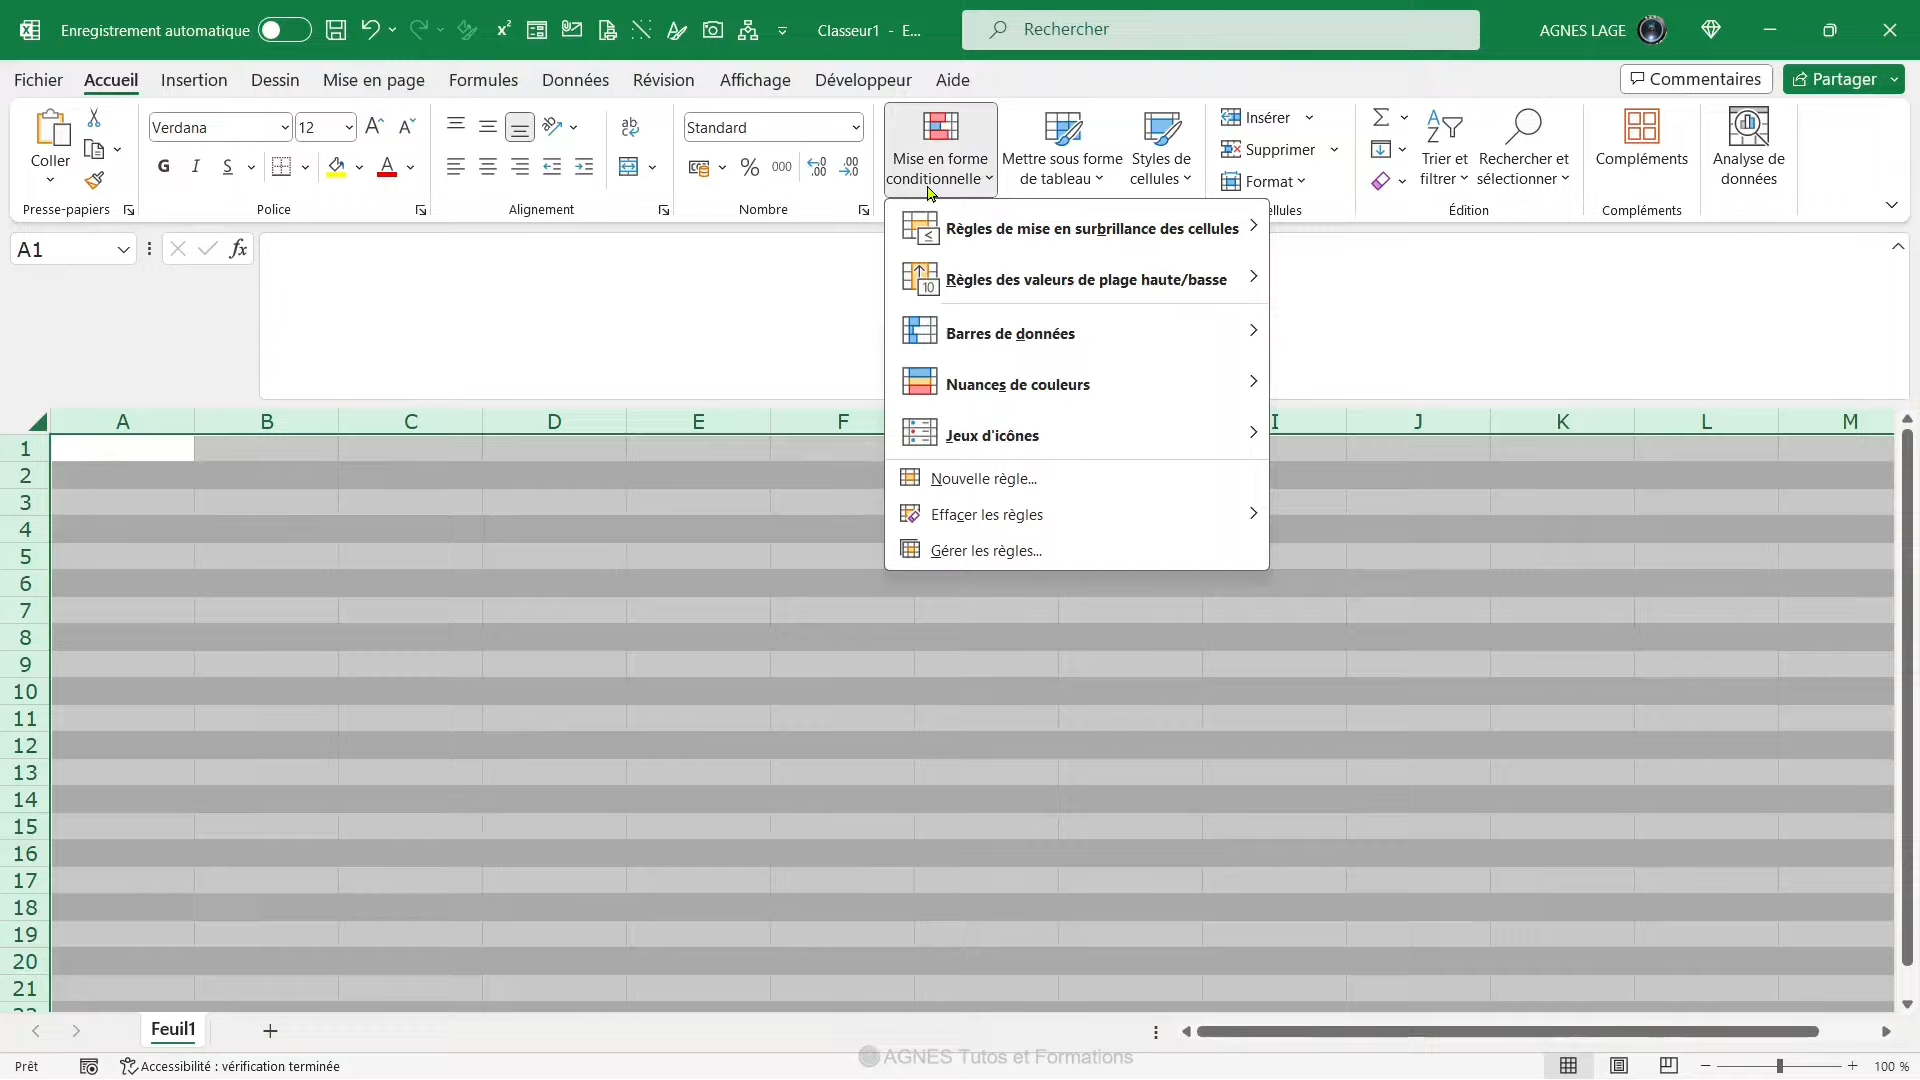 Enregistrement automatique
x²
Classeur1 - E...
Rechercher
AGNES LAGE
Fichier Accueil Insertion Dessin Mise en page Formules Données Révision Affichage Développeur Aide
Commentaires
Partager
Coller
Presse-papiers
Verdana
12
G I S
Police
Alignement
Standard
% 000
Nombre
Mise en forme
conditionnelle
Mettre sous forme
de tableau
Styles de
cellules
Insérer
Supprimer
Format
llules
Trier et
filtrer
Rechercher et
sélectionner
Édition
Compléments
Compléments
Analyse de
données
A1
fx
Règles de mise en surbrillance des cellules
Règles des valeurs de plage haute/basse
Barres de données
Nuances de couleurs
Jeux d'icônes
Nouvelle règle...
Effacer les règles
Gérer les règles...
A B C D E F I J K L M
1
2
3
4
5
6
7
8
9
10
11
12
13
14
15
16
17
18
19
20
21
22
Feuil1
AGNES Tutos et Formations
Prêt
Accessibilité : vérification terminée
100 %